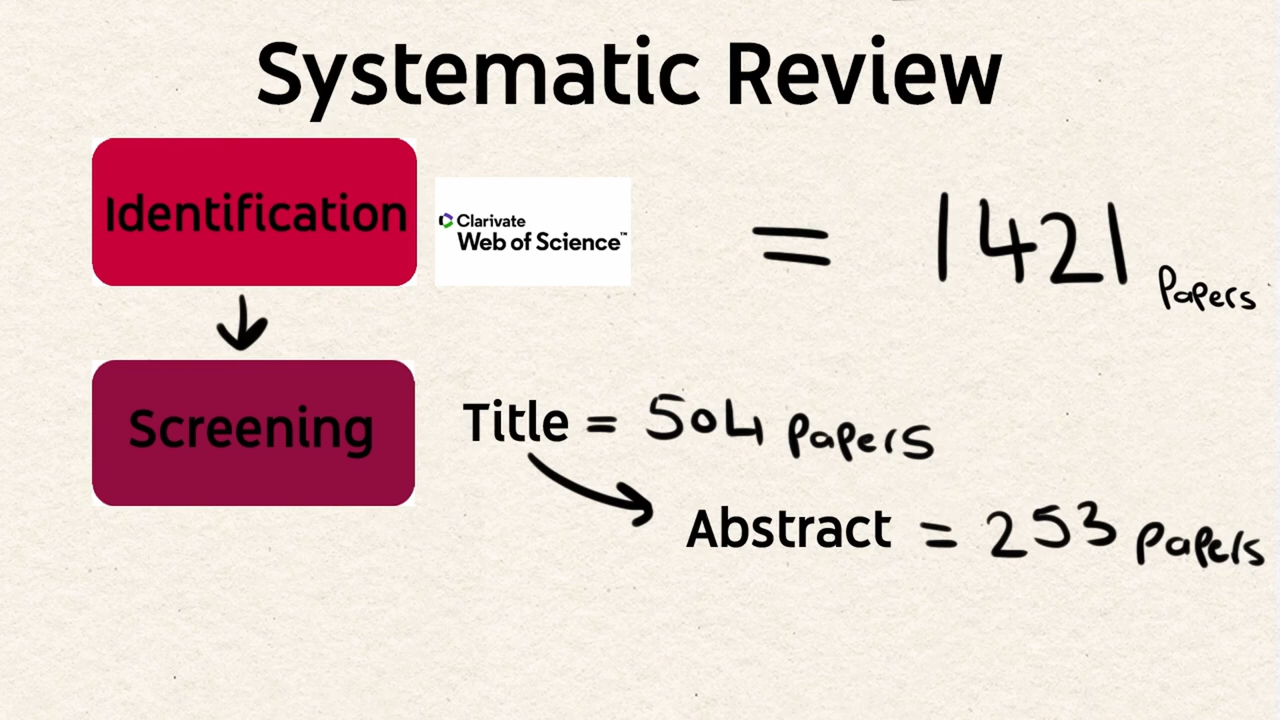 Systematic Review
Identification
Clarivate
Web of Science™
= 1421 Papers
Screening
Title = 504 papers
Abstract = 253 papers